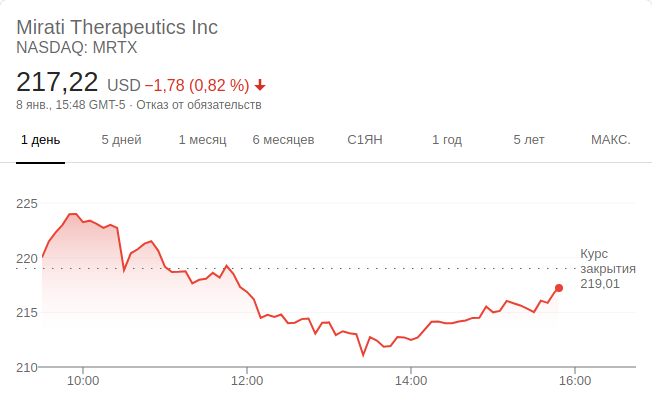 Mirati Therapeutics Inc
NASDAQ: MRTX
217,22 USD −1,78 (0,82 %)
8 янв., 15:48 GMT-5 · Отказ от обязательств
1 день 5 дней 1 месяц 6 месяцев С1ЯН 1 год 5 лет МАКС.
225
220
215
210
Курс
закрытия
219,01
10:00 12:00 14:00 16:00